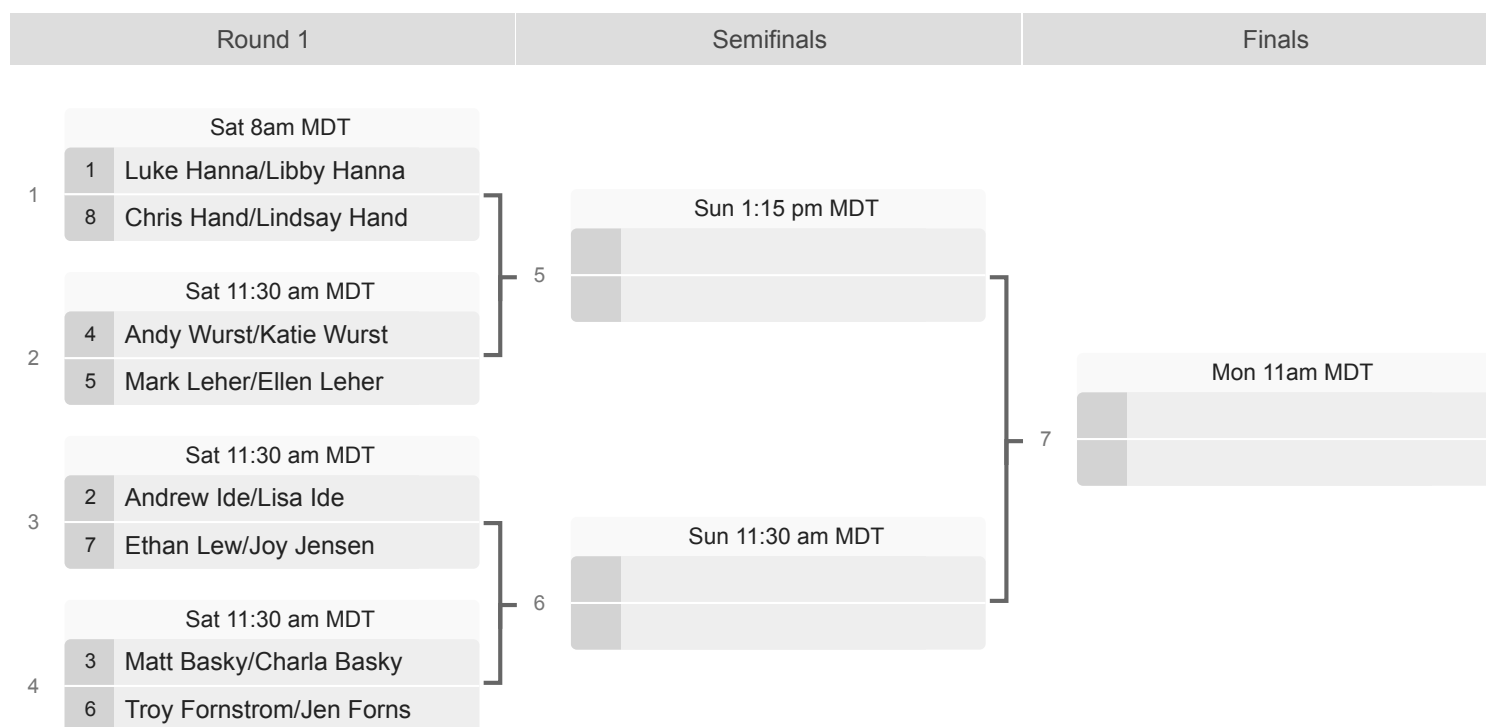 Round 1
Semifinals
Finals
Sat 8am MDT
1
1 Luke Hanna/Libby Hanna
8 Chris Hand/Lindsay Hand
Sat 11:30 am MDT
2
4 Andy Wurst/Katie Wurst
5 Mark Leher/Ellen Leher
Sat 11:30 am MDT
3
2 Andrew Ide/Lisa Ide
7 Ethan Lew/Joy Jensen
Sat 11:30 am MDT
4
3 Matt Basky/Charla Basky
6 Troy Fornstrom/Jen Forns
Sun 1:15 pm MDT
5
Sun 11:30 am MDT
6
Mon 11am MDT
7